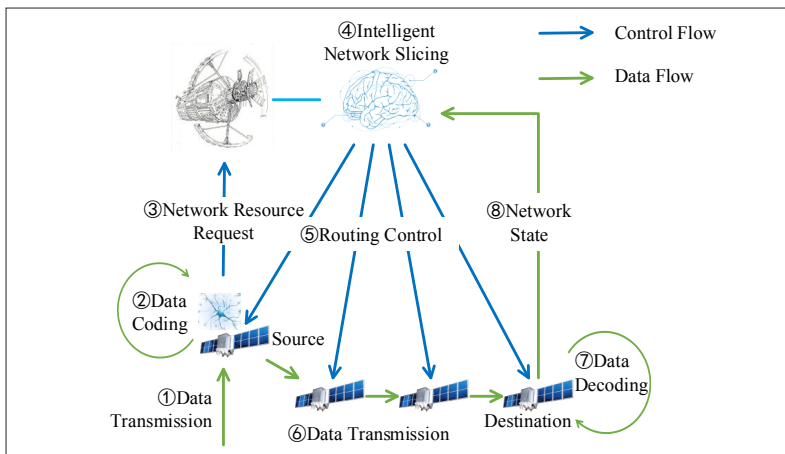 ④Intelligent
Network Slicing
Control Flow
Data Flow
③Network Resource
Request
⑤Routing Control
⑧Network
State
②Data
Coding
Source
①Data
Transmission
⑥Data Transmission
Destination
⑦Data
Decoding